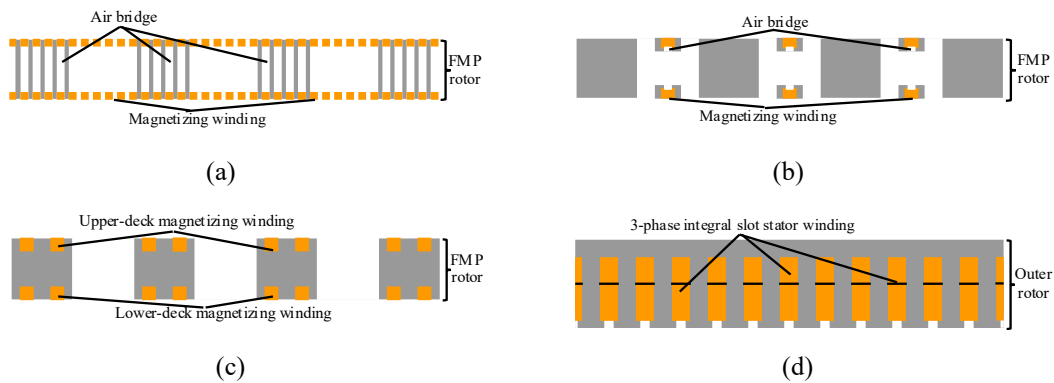 Air bridge
FMP
rotor
Magnetizing winding
(a)
Air bridge
FMP
rotor
Magnetizing winding
(b)
Upper-deck magnetizing winding
FMP
rotor
Lower-deck magnetizing winding
(c)
3-phase integral slot stator winding
Outer
rotor
(d)